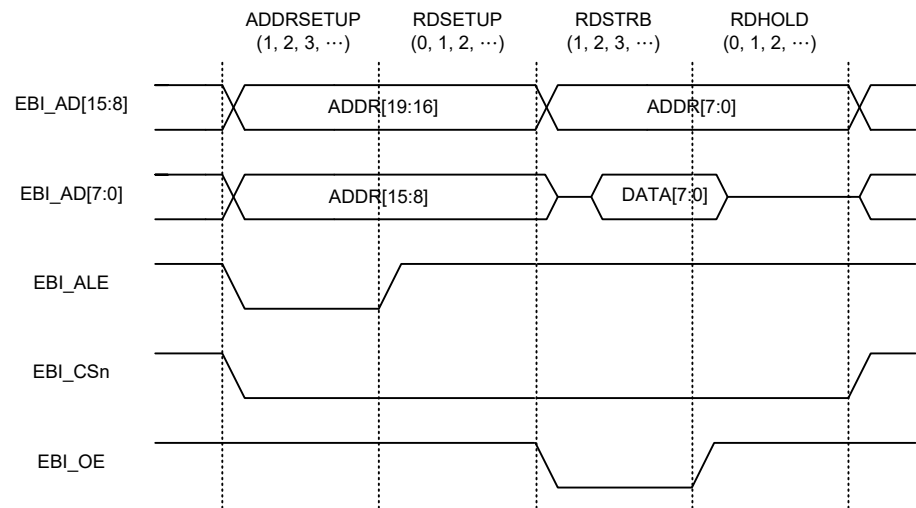 ADDRSETUP RDSETUP RDSTRB RDHOLD
(1, 2, 3, ⋯) (0, 1, 2, ⋯) (1, 2, 3, ⋯) (0, 1, 2, ⋯)
EBI_AD[15:8] ADDR[19:16] ADDR[7:0]
EBI_AD[7:0] ADDR[15:8] DATA[7:0]
EBI_ALE
EBI_CSn
EBI_OE